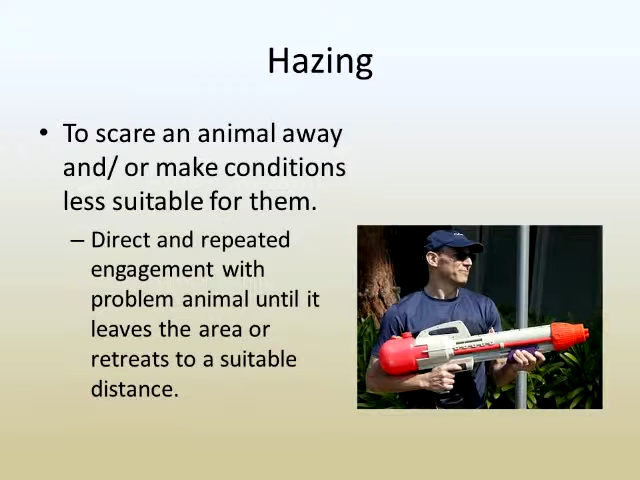 Hazing
• To scare an animal away
and/ or make conditions
less suitable for them.
– Direct and repeated
engagement with
problem animal until it
leaves the area or
retreats to a suitable
distance.